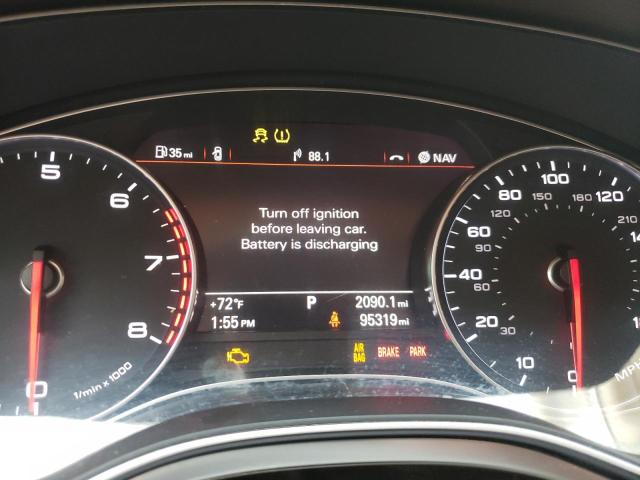 35 mi 88.1 NAV
Turn off ignition
before leaving car.
Battery is discharging
+72°F P 2090.1 mi
1:55 PM 95319 mi
AIR BAG BRAKE PARK
0 5 6 7 8
1/min x 1000
0 10 20 40 60 80 100 120
30 60 90 120 150 180 210
MPH